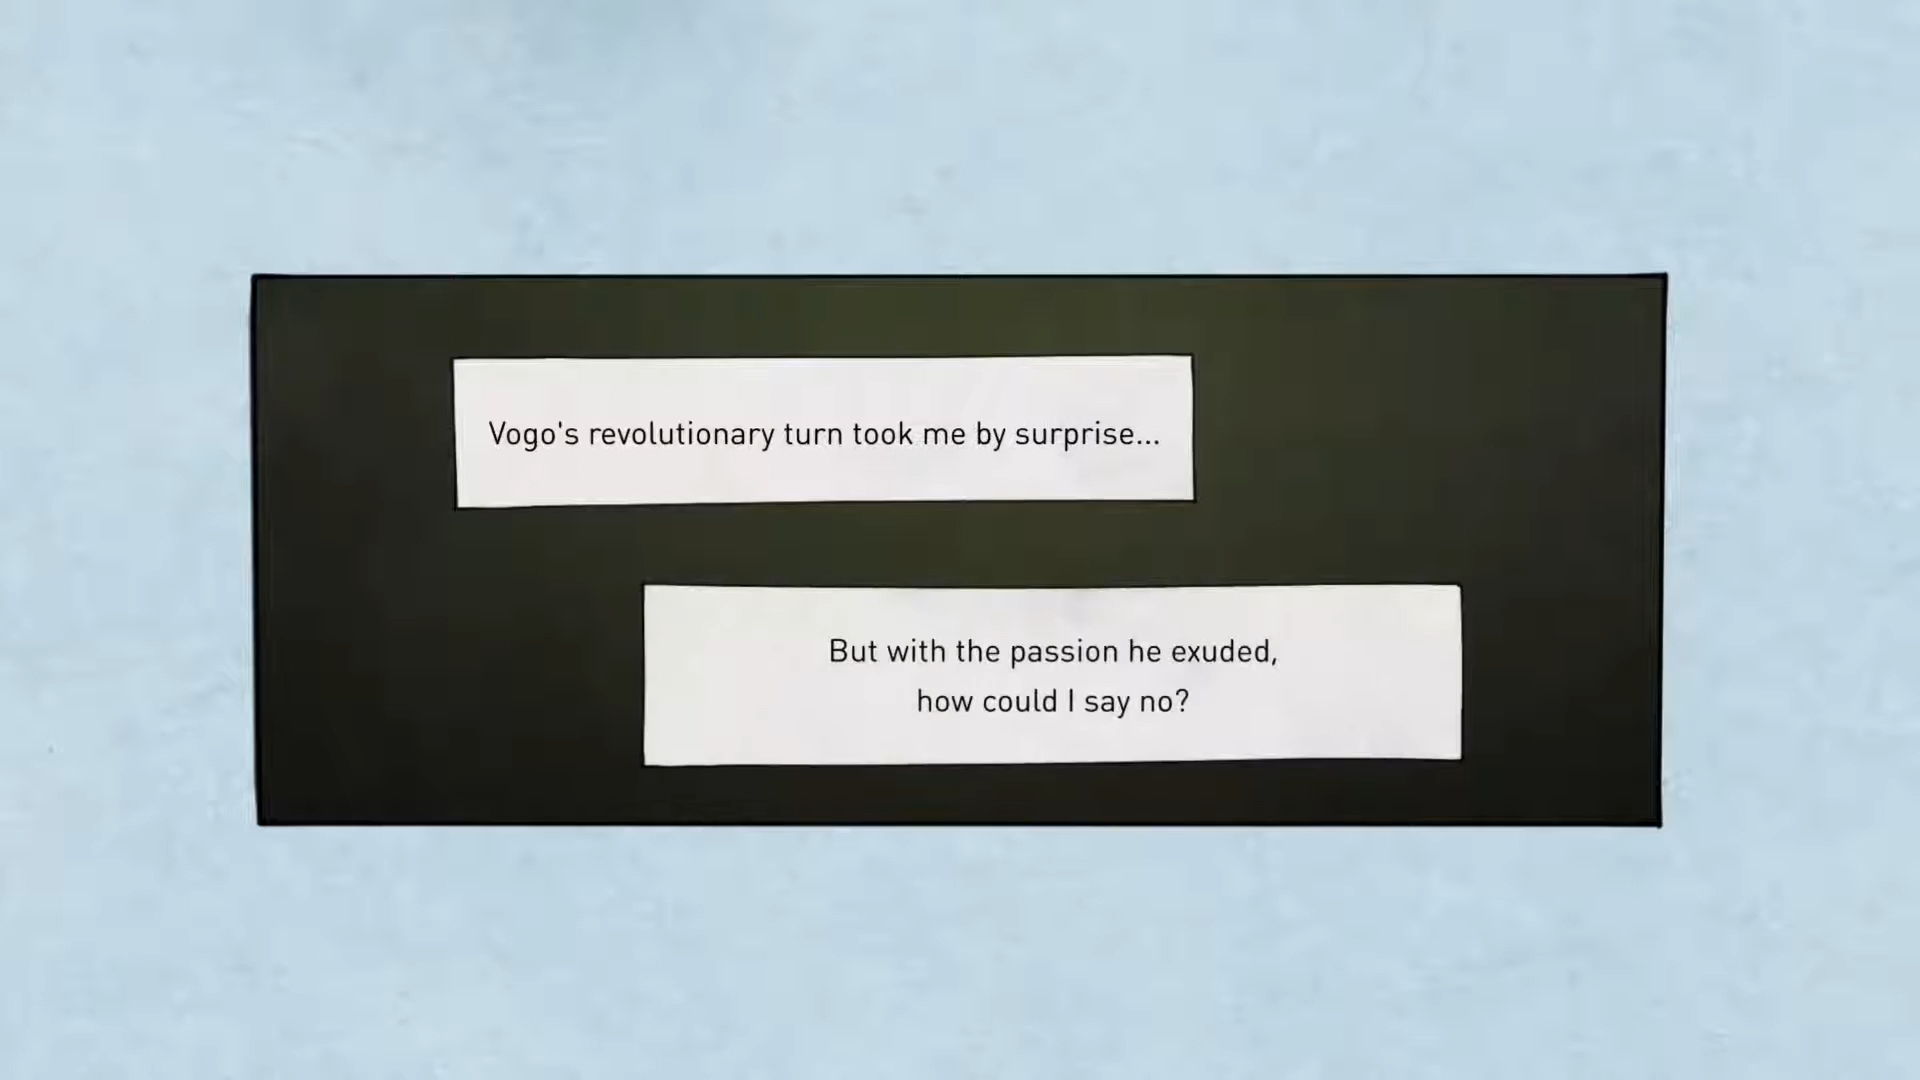 Vogo's revolutionary turn took me by surprise...
But with the passion he exuded,
how could I say no?